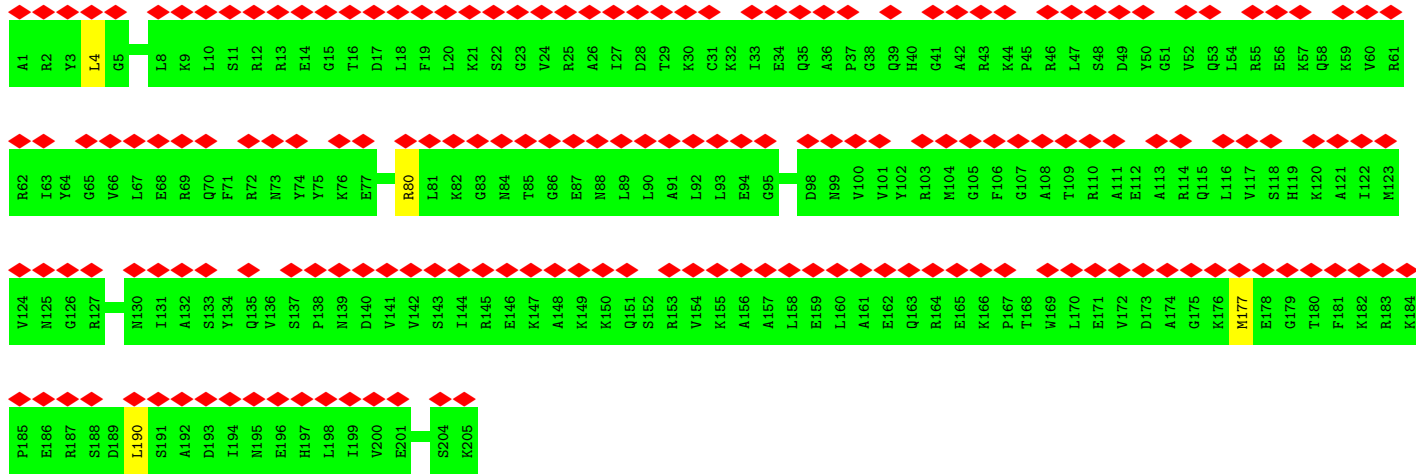 A1 R2 Y3 L4 G5 L8 K9 L10 S11 R12 R13 E14 G15 T16 D17 L18 F19 L20 K21 S22 G23 V24 R25 A26 I27 D28 T29 K30 C31 K32 I33 E34 Q35 A36 P37 G38 Q39 H40 G41 A42 R43 K44 P45 R46 L47 S48 D49 Y50 G51 V52 Q53 L54 R55 E56 K57 Q58 K59 V60 R61
R62 I63 Y64 G65 V66 L67 E68 R69 Q70 F71 R72 N73 Y74 Y75 K76 E77 R80 L81 K82 G83 N84 T85 G86 E87 N88 L89 L90 A91 L92 L93 E94 G95 D98 N99 V100 V101 Y102 R103 M104 G105 F106 G107 A108 T109 R110 A111 E112 A113 R114 Q115 L116 V117 S118 H119 K120 A121 I122 M123
V124 N125 G126 R127 N130 I131 A132 S133 Y134 Q135 V136 S137 P138 N139 D140 V141 V142 S143 I144 R145 E146 K147 A148 K149 K150 Q151 S152 R153 V154 K155 A156 A157 L158 E159 L160 A161 E162 Q163 R164 E165 K166 P167 T168 W169 L170 E171 V172 D173 A174 G175 K176 M177 E178 G179 T180 F181 K182 R183 K184
P185 E186 R187 S188 D189 L190 S191 A192 D193 I194 N195 E196 H197 L198 I199 V200 E201 S204 K205